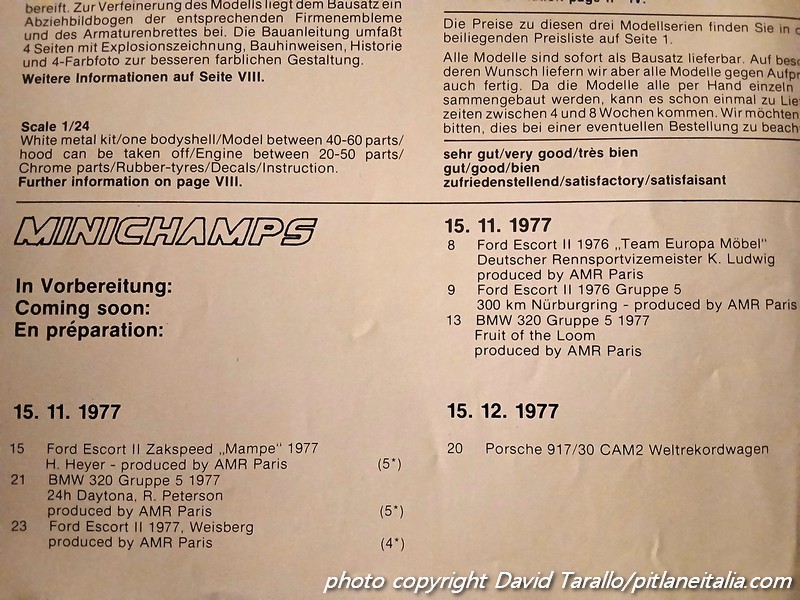 bereift. Zur Verfeinerung des Modells liegt dem Bausatz ein
Abziehbildbogen der entsprechenden Firmenembleme
und des Armaturenbrettes bei. Die Bauanleitung umfaßt
4 Seiten mit Explosionszeichnung, Bauhinweisen, Historie
und 4-Farbfoto zur besseren farblichen Gestaltung.
Weitere Informationen auf Seite VIII.
Scale 1/24
White metal kit/one bodyshell/Model between 40-60 parts/
hood can be taken off/Engine between 20-50 parts/
Chrome parts/Rubber-tyres/Decals/Instruction.
Further information on page VIII.
Die Preise zu diesen drei Modellserien finden Sie in
beiliegenden Preisliste auf Seite 1.
Alle Modelle sind sofort als Bausatz lieferbar. Auf
deren Wunsch liefern wir aber alle Modelle gegen
auch fertig. Da die Modelle alle per Hand einzeln
sammengebaut werden, kann es schon einmal zu
zeiten zwischen 4 und 8 Wochen kommen. Wir möchten
bitten, dies bei einer eventuellen Bestellung zu
sehr gut/very good/très bien
gut/good/bien
zufriedenstellend/satisfactory/satisfaisant
MINICHAMPS
In Vorbereitung:
Coming soon:
En préparation:
15. 11. 1977
15 Ford Escort II Zakspeed „Mampe" 1977
H. Heyer - produced by AMR Paris (5*)
21 BMW 320 Gruppe 5 1977
24h Daytona, R. Peterson
produced by AMR Paris (5*)
23 Ford Escort II 1977, Weisberg
produced by AMR Paris (4*)
15. 11. 1977
8 Ford Escort II 1976 „Team Europa Möbel"
Deutscher Rennsportvizemeister K. Ludwig
produced by AMR Paris
9 Ford Escort II 1976 Gruppe 5
300 km Nürburgring - produced by AMR Paris
13 BMW 320 Gruppe 5 1977
Fruit of the Loom
produced by AMR Paris
15. 12. 1977
20 Porsche 917/30 CAM2 Weltrekordwagen
photo copyright David Tarallo/pitlaneitalia.com